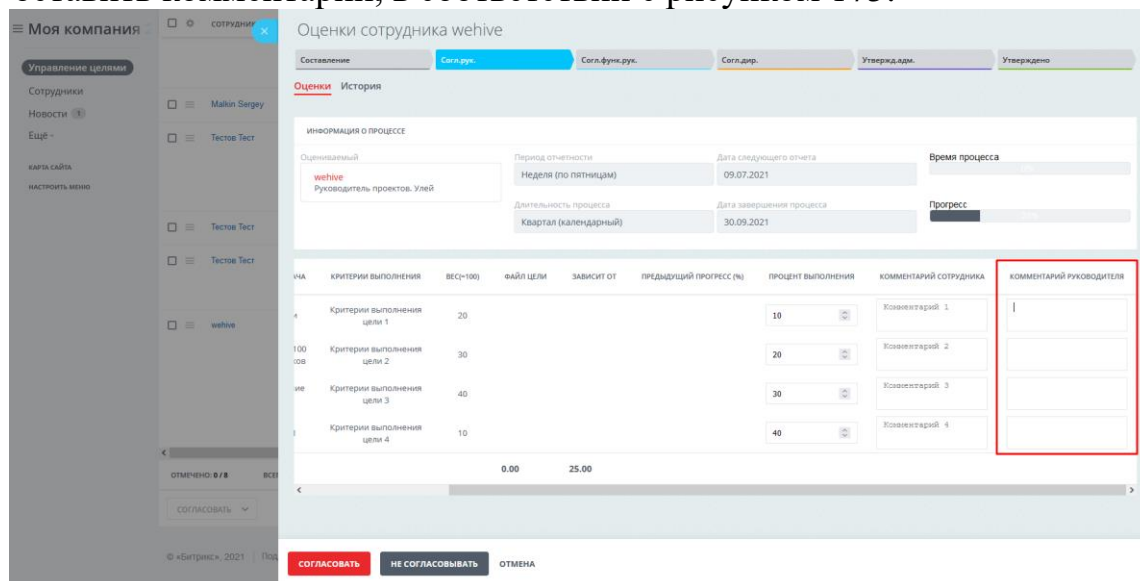 Моя компания
СОТРУДНИК
Оценки сотрудника wehive
Составление
Согл.рук.
Согл.функ.рук.
Согл.дир.
Утвержд.адм.
Утверждено
Управление целями
Сотрудники
Новости 1
Ещё
КАРТА САЙТА
НАСТРОИТЬ МЕНЮ
Malkin Sergey
Тестов Тест
Тестов Тест
Тестов Тест
wehive
Оценки История
ИНФОРМАЦИЯ О ПРОЦЕССЕ
Оцениваемый
Период отчетности
Дата следующего отчета
Время процесса
wehive
Руководитель проектов. Улей
Неделя (по пятницам)
09.07.2021
Длительность процесса
Дата завершения процесса
Прогресс
Квартал (календарный)
30.09.2021
КРИТЕРИИ ВЫПОЛНЕНИЯ ВЕС(=100) ФАЙЛ ЦЕЛИ ЗАВИСИТ ОТ ПРЕДЫДУЩИЙ ПРОГРЕСС (%) ПРОЦЕНТ ВЫПОЛНЕНИЯ КОММЕНТАРИЙ СОТРУДНИКА КОММЕНТАРИЙ РУКОВОДИТЕЛЯ
Критерии выполнения цели 1 20 10 Комментарий 1
100 Критерии выполнения цели 2 30 20 Комментарий 2
Критерии выполнения цели 3 40 30 Комментарий 3
Критерии выполнения цели 4 10 40 Комментарий 4
0.00 25.00
ОТМЕЧЕНО: 0 / 8
СОГЛАСОВАТЬ
© «Битрикс», 2021
СОГЛАСОВАТЬ НЕ СОГЛАСОВЫВАТЬ ОТМЕНА